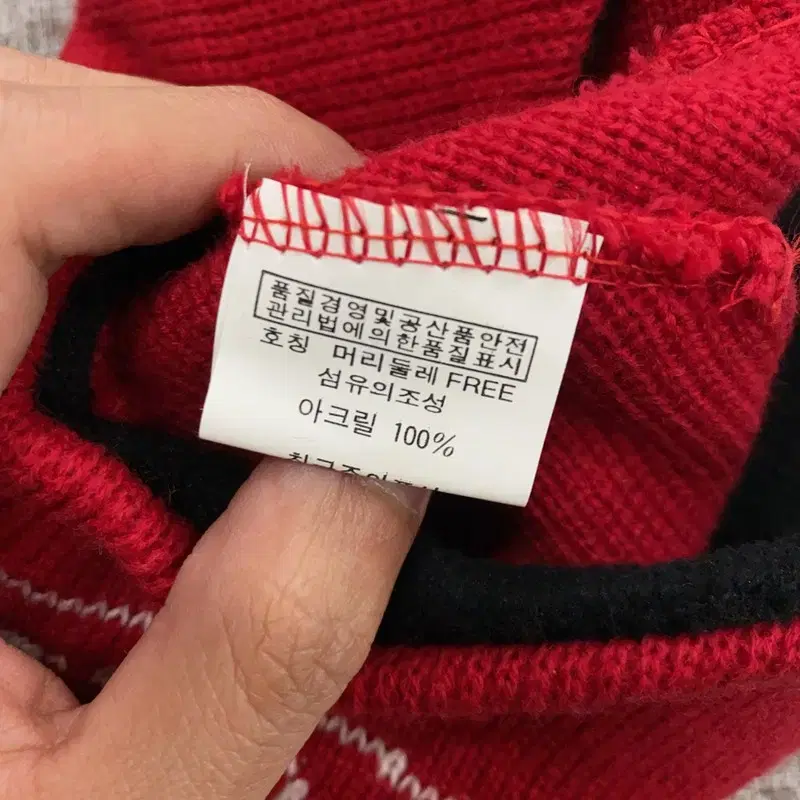 품질경영및공산품안전
관리법에의한품질표시
호칭 머리둘레 FREE
섬유의조성
아크릴 100%